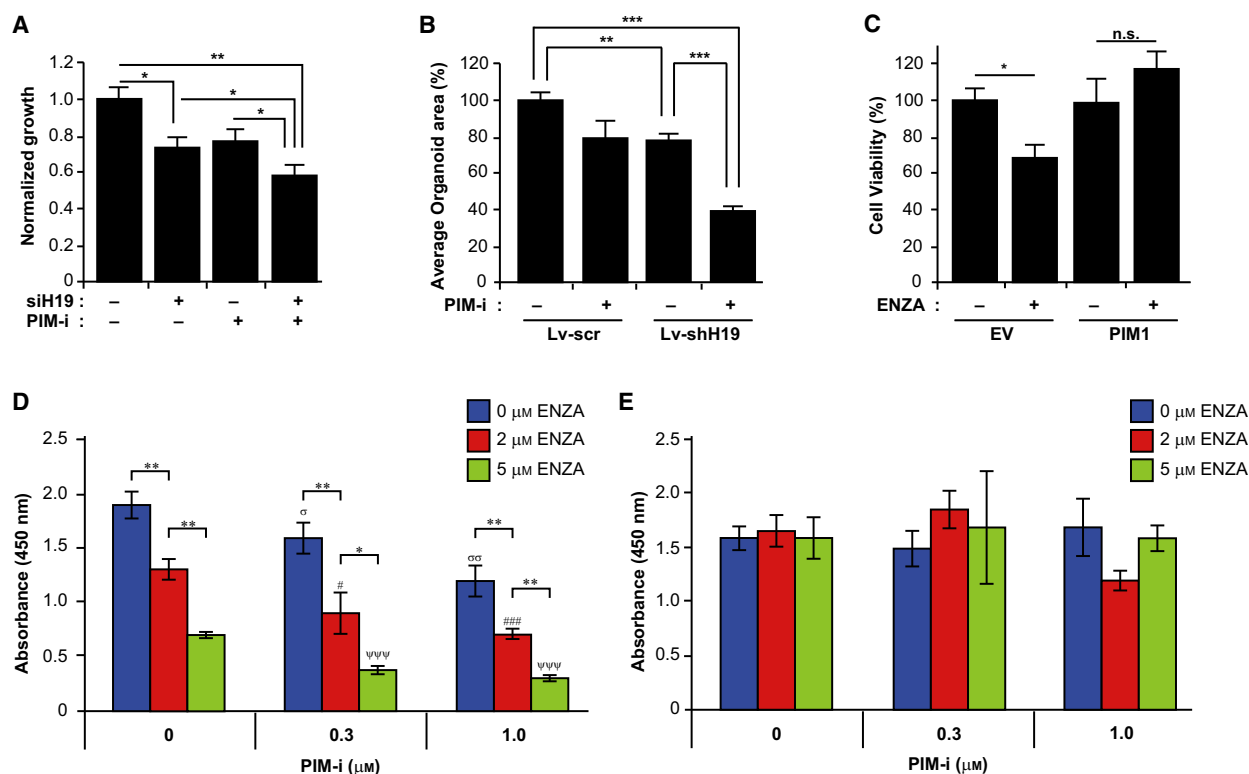 A
Normalized growth
1.2
1.0
0.8
0.6
0.4
0.2
0
**
*
*
*
siH19 : – + – +
PIM-i : – – + +
B
Average Organoid area (%)
120
100
80
60
40
20
0
***
**
***
PIM-i : – + – +
Lv-scr Lv-shH19
C
Cell Viability (%)
120
100
80
60
40
20
0
n.s.
*
ENZA : – + – +
EV PIM1
D
0 μM ENZA
2 μM ENZA
5 μM ENZA
Absorbance (450 nm)
2.5
2.0
1.5
1.0
0.5
0
** ** **
** * **
σ σσ
# ###
ψψψ ψψψ
0 0.3 1.0
PIM-i (μM)
E
0 μM ENZA
2 μM ENZA
5 μM ENZA
Absorbance (450 nm)
2.5
2.0
1.5
1.0
0.5
0
0 0.3 1.0
PIM-i (μM)